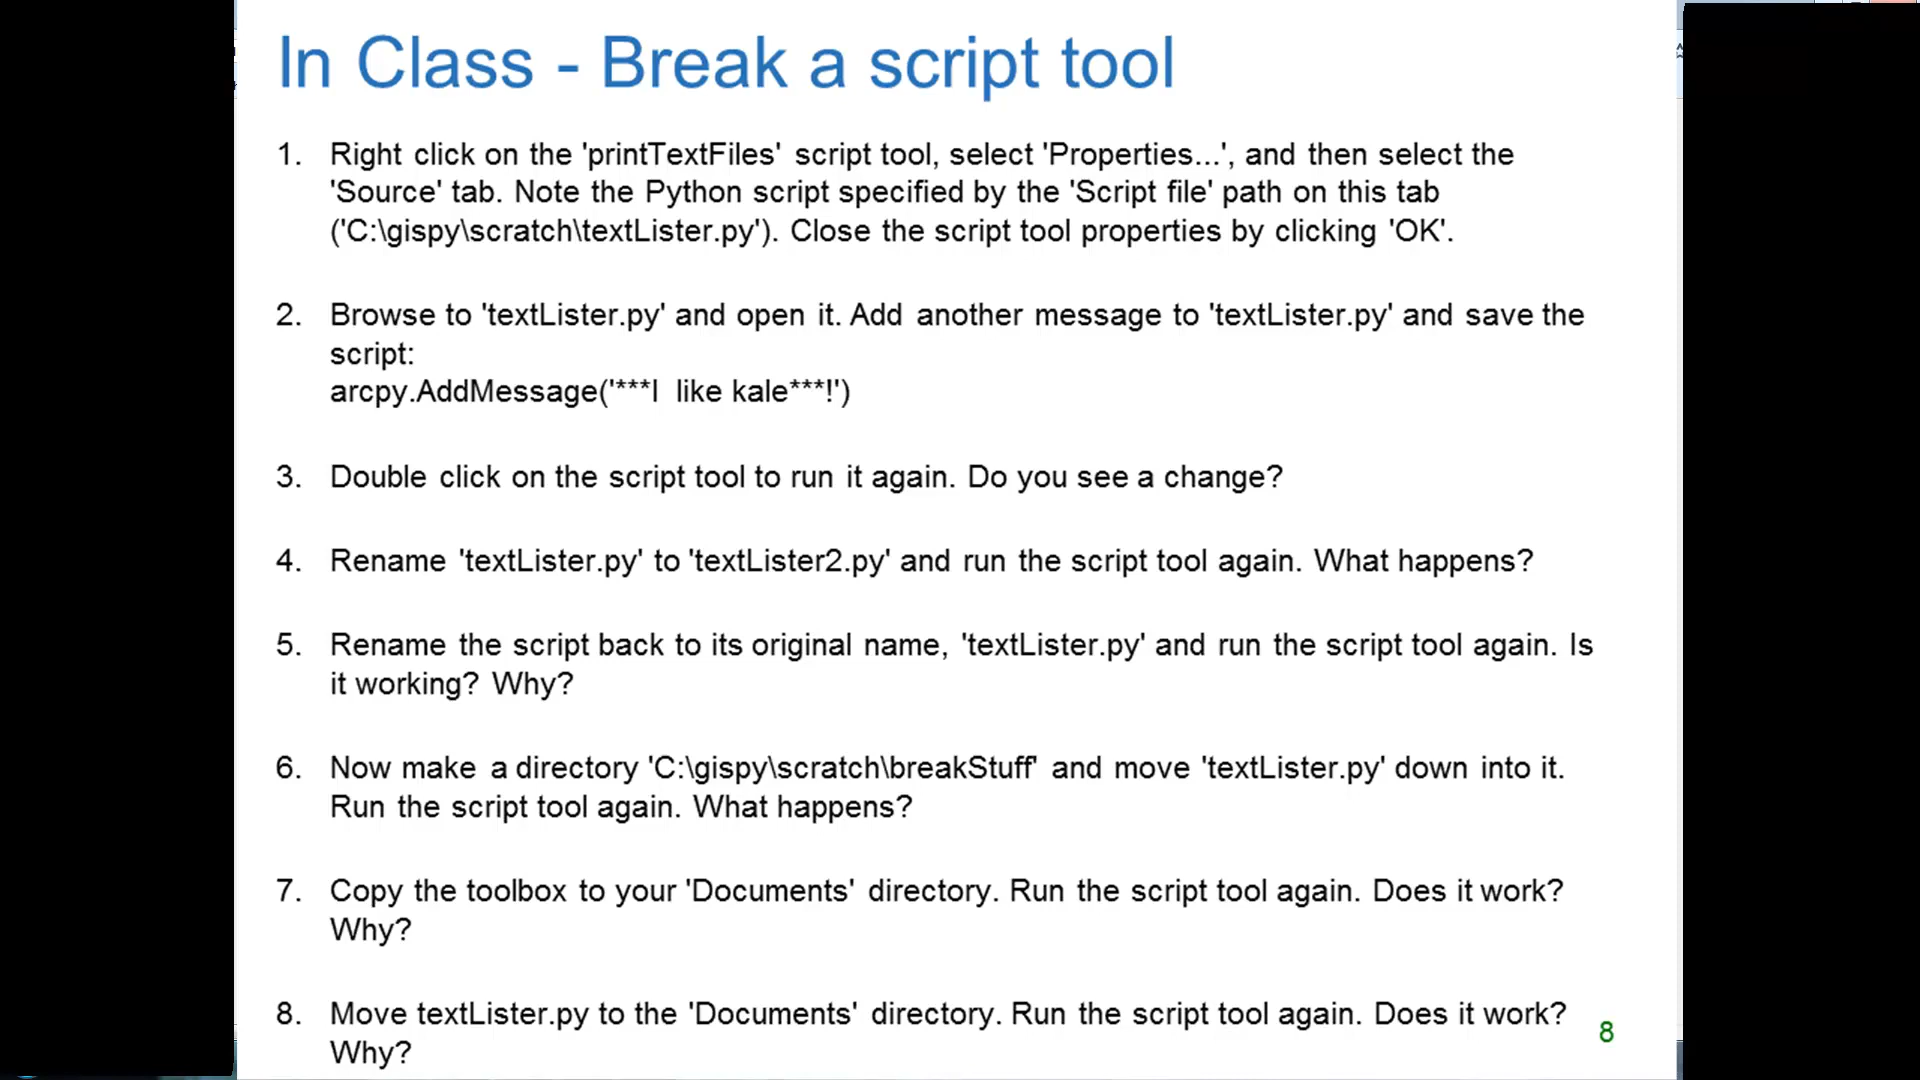 In Class - Break a script tool
1. Right click on the 'printTextFiles' script tool, select 'Properties...', and then select the
'Source' tab. Note the Python script specified by the 'Script file' path on this tab
('C:\gispy\scratch\textLister.py'). Close the script tool properties by clicking 'OK'.
2. Browse to 'textLister.py' and open it. Add another message to 'textLister.py' and save the
script:
arcpy.AddMessage('***I like kale***!')
3. Double click on the script tool to run it again. Do you see a change?
4. Rename 'textLister.py' to 'textLister2.py' and run the script tool again. What happens?
5. Rename the script back to its original name, 'textLister.py' and run the script tool again. Is
it working? Why?
6. Now make a directory 'C:\gispy\scratch\breakStuff' and move 'textLister.py' down into it.
Run the script tool again. What happens?
7. Copy the toolbox to your 'Documents' directory. Run the script tool again. Does it work?
Why?
8. Move textLister.py to the 'Documents' directory. Run the script tool again. Does it work?
Why?
8